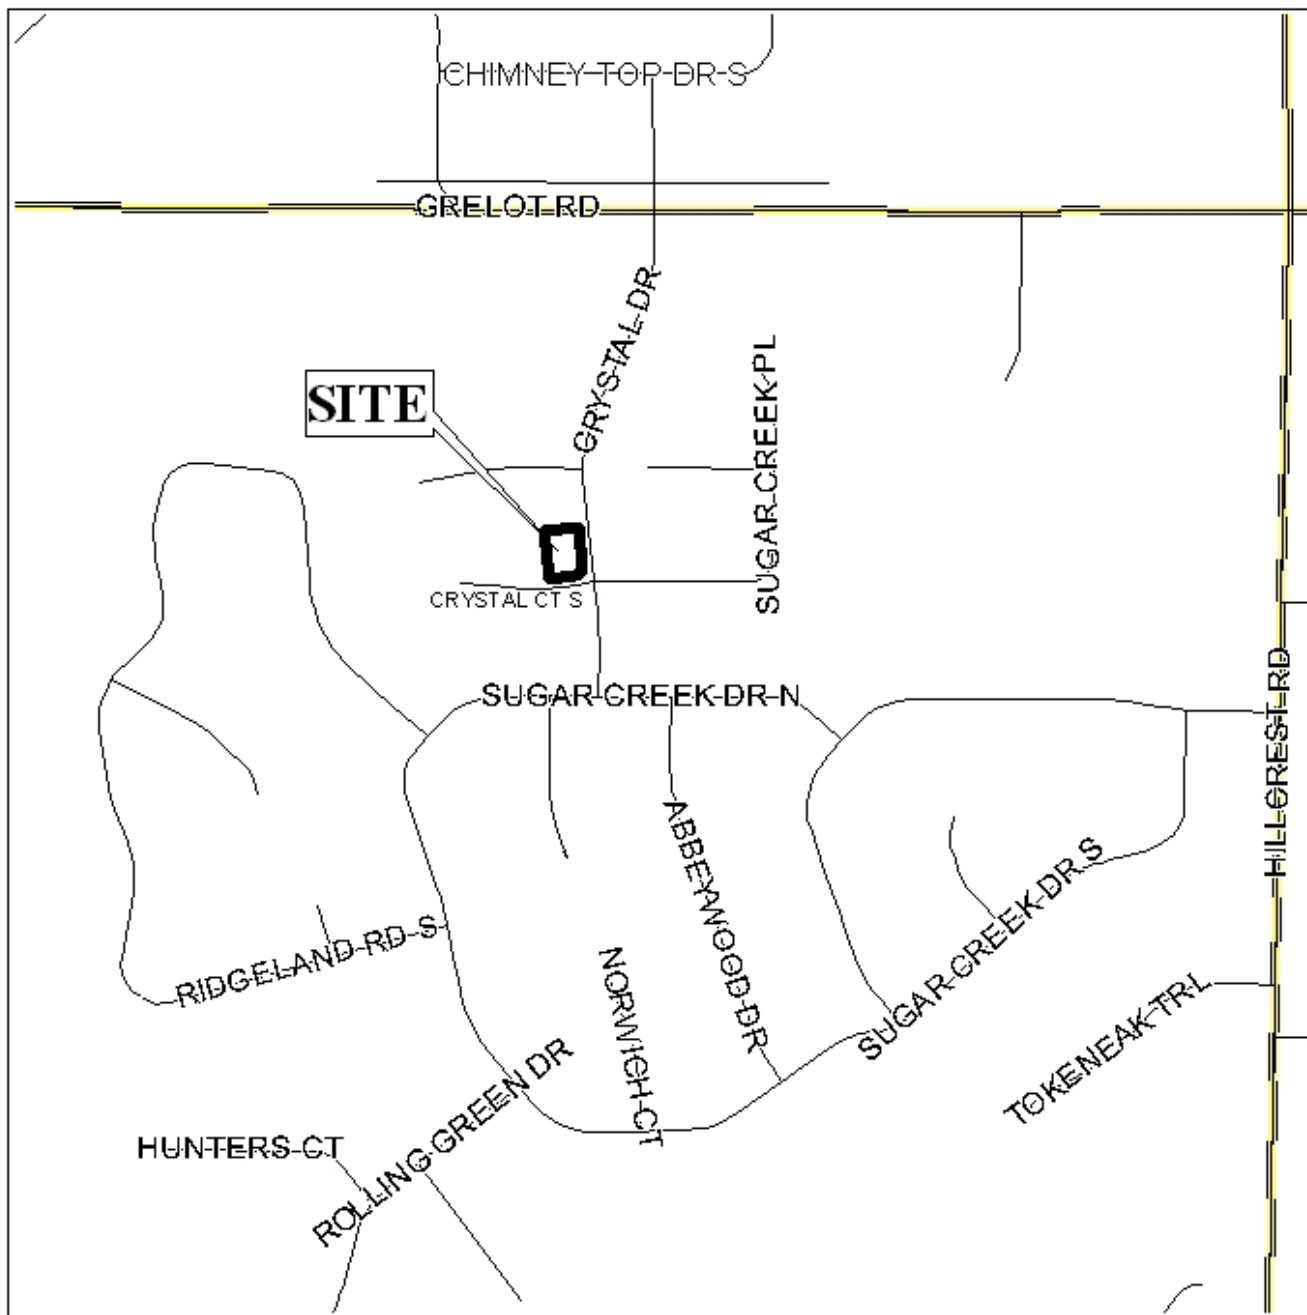 CHIMNEY TOP DR S
GRELOT RD
CRYSTAL DR
SUGAR CREEK PL
SITE
CRYSTAL CT S
SUGAR CREEK DR N
HILLCREST RD
ABBEYWOOD DR
SUGAR CREEK DR S
RIDGELAND RD S
NORWICH CT
TOKENEAK TRL
ROLLING GREEN DR
HUNTERS CT